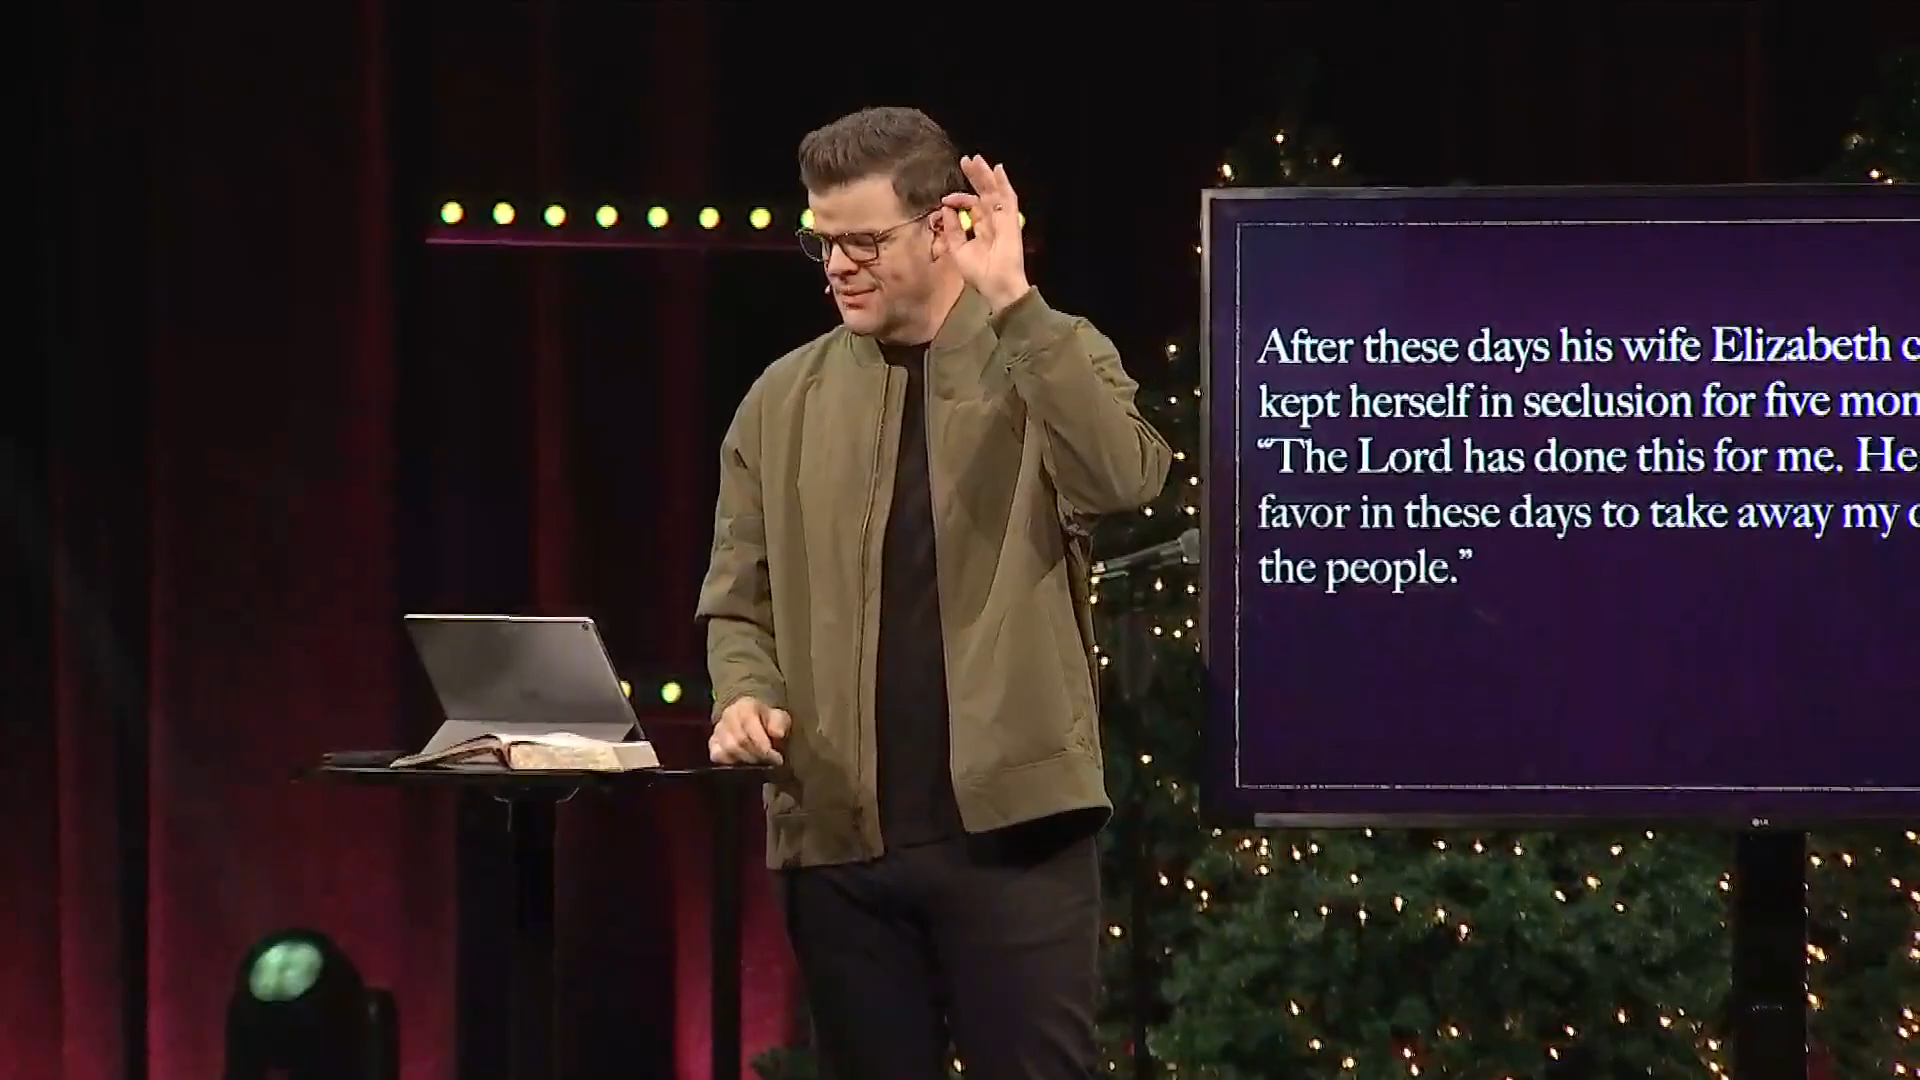 After these days his wife Elizabeth
kept herself in seclusion for five
“The Lord has done this for me. He
favor in these days to take away my
the people.”
LG